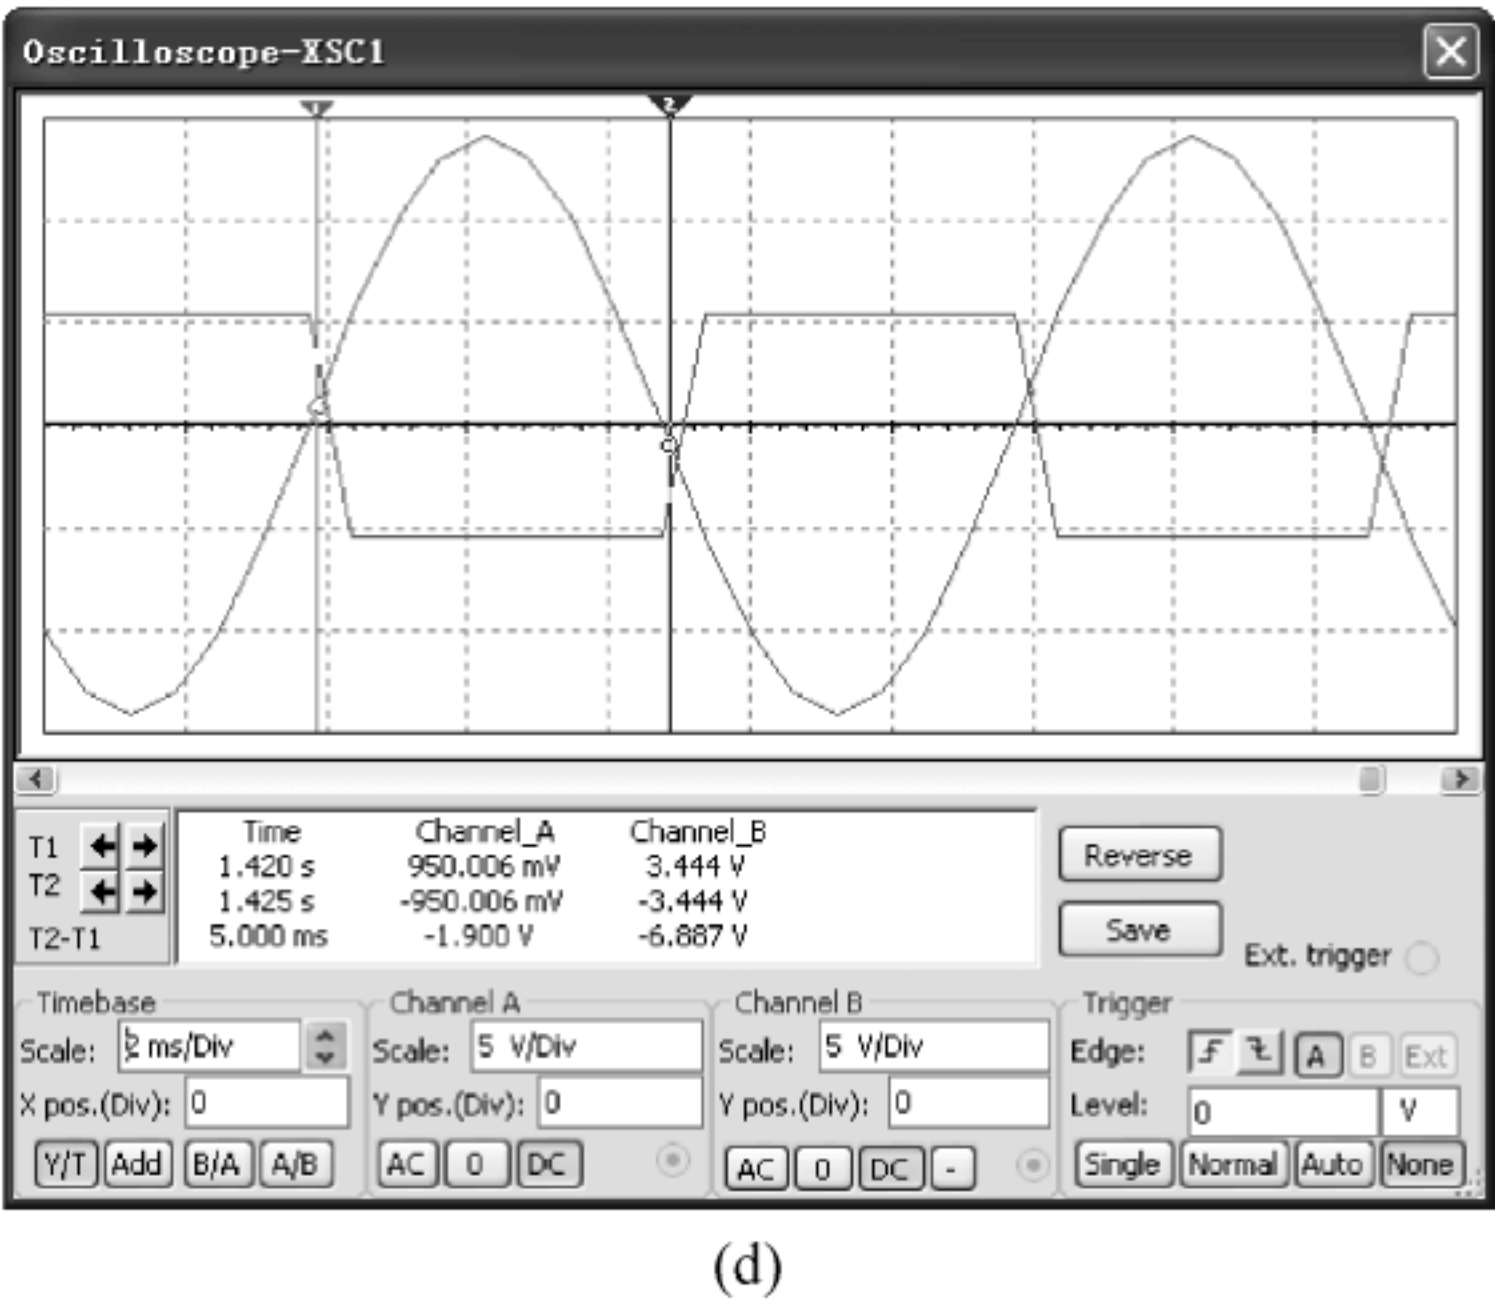 Oscilloscope-XSC1
1 2
Time Channel_A Channel_B
T1 1.420 s 950.006 mV 3.444 V
T2 1.425 s -950.006 mV -3.444 V
T2-T1 5.000 ms -1.900 V -6.887 V
Reverse
Save
Ext. trigger
Timebase
Scale: 2 ms/Div
X pos.(Div): 0
Y/T Add B/A A/B
Channel A
Scale: 5 V/Div
Y pos.(Div): 0
AC 0 DC
Channel B
Scale: 5 V/Div
Y pos.(Div): 0
AC 0 DC -
Trigger
Edge: A B Ext
Level: 0 V
Single Normal Auto None
(d)